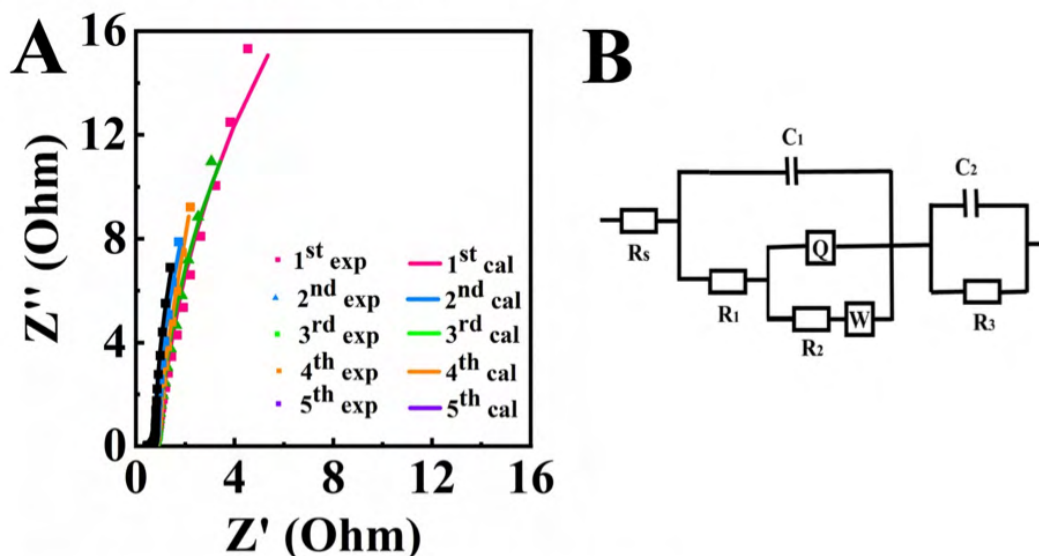 A
16
12
8
4
0
Z'' (Ohm)
1st exp 1st cal
2nd exp 2nd cal
3rd exp 3rd cal
4th exp 4th cal
5th exp 5th cal
0 4 8 12 16
Z' (Ohm)
B
C1
C2
Rs
Q
R1
R2
W
R3